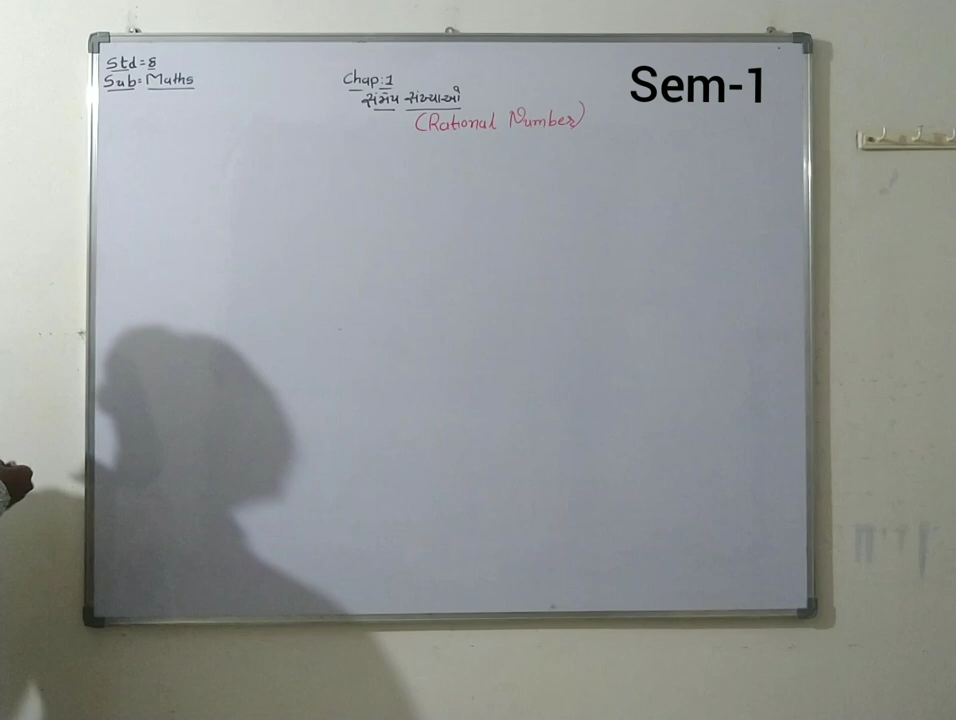 Std = 8
Sub = Maths
Chap:1
સંમેય સંખ્યાઓ
(Rational Number)
Sem-1